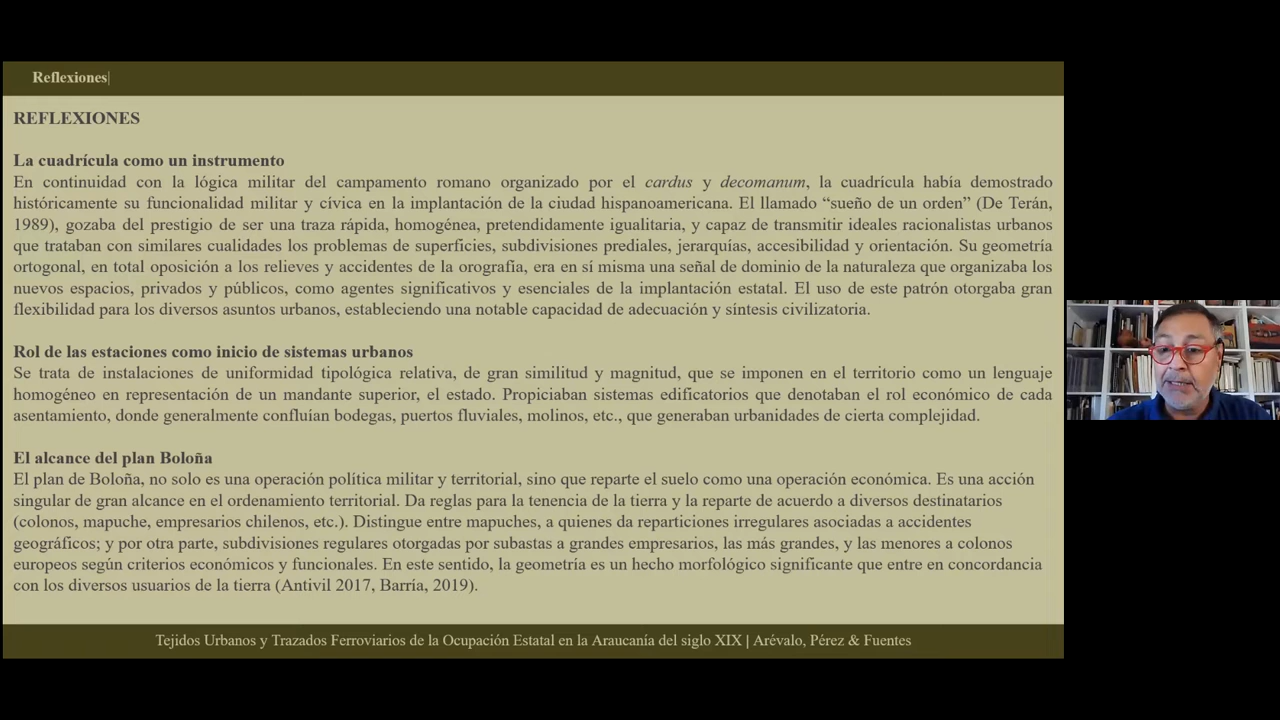 Reflexiones
REFLEXIONES
La cuadrícula como un instrumento
En continuidad con la lógica militar del campamento romano organizado por el cardus y decomanum, la cuadrícula había demostrado
históricamente su funcionalidad militar y cívica en la implantación de la ciudad hispanoamericana. El llamado “sueño de un orden” (De Terán,
1989), gozaba del prestigio de ser una traza rápida, homogénea, pretendidamente igualitaria, y capaz de transmitir ideales racionalistas urbanos
que trataban con similares cualidades los problemas de superficies, subdivisiones prediales, jerarquías, accesibilidad y orientación. Su geometría
ortogonal, en total oposición a los relieves y accidentes de la orografía, era en sí misma una señal de dominio de la naturaleza que organizaba los
nuevos espacios, privados y públicos, como agentes significativos y esenciales de la implantación estatal. El uso de este patrón otorgaba gran
flexibilidad para los diversos asuntos urbanos, estableciendo una notable capacidad de adecuación y síntesis civilizatoria.
Rol de las estaciones como inicio de sistemas urbanos
Se trata de instalaciones de uniformidad tipológica relativa, de gran similitud y magnitud, que se imponen en el territorio como un lenguaje
homogéneo en representación de un mandante superior, el estado. Propiciaban sistemas edificatorios que denotaban el rol económico de cada
asentamiento, donde generalmente confluían bodegas, puertos fluviales, molinos, etc., que generaban urbanidades de cierta complejidad.
El alcance del plan Boloña
El plan de Boloña, no solo es una operación política militar y territorial, sino que reparte el suelo como una operación económica. Es una acción
singular de gran alcance en el ordenamiento territorial. Da reglas para la tenencia de la tierra y la reparte de acuerdo a diversos destinatarios
(colonos, mapuche, empresarios chilenos, etc.). Distingue entre mapuches, a quienes da reparticiones irregulares asociadas a accidentes
geográficos; y por otra parte, subdivisiones regulares otorgadas por subastas a grandes empresarios, las más grandes, y las menores a colonos
europeos según criterios económicos y funcionales. En este sentido, la geometría es un hecho morfológico significante que entre en concordancia
con los diversos usuarios de la tierra (Antivil 2017, Barría, 2019).
Tejidos Urbanos y Trazados Ferroviarios de la Ocupación Estatal en la Araucanía del siglo XIX | Arévalo, Pérez & Fuentes